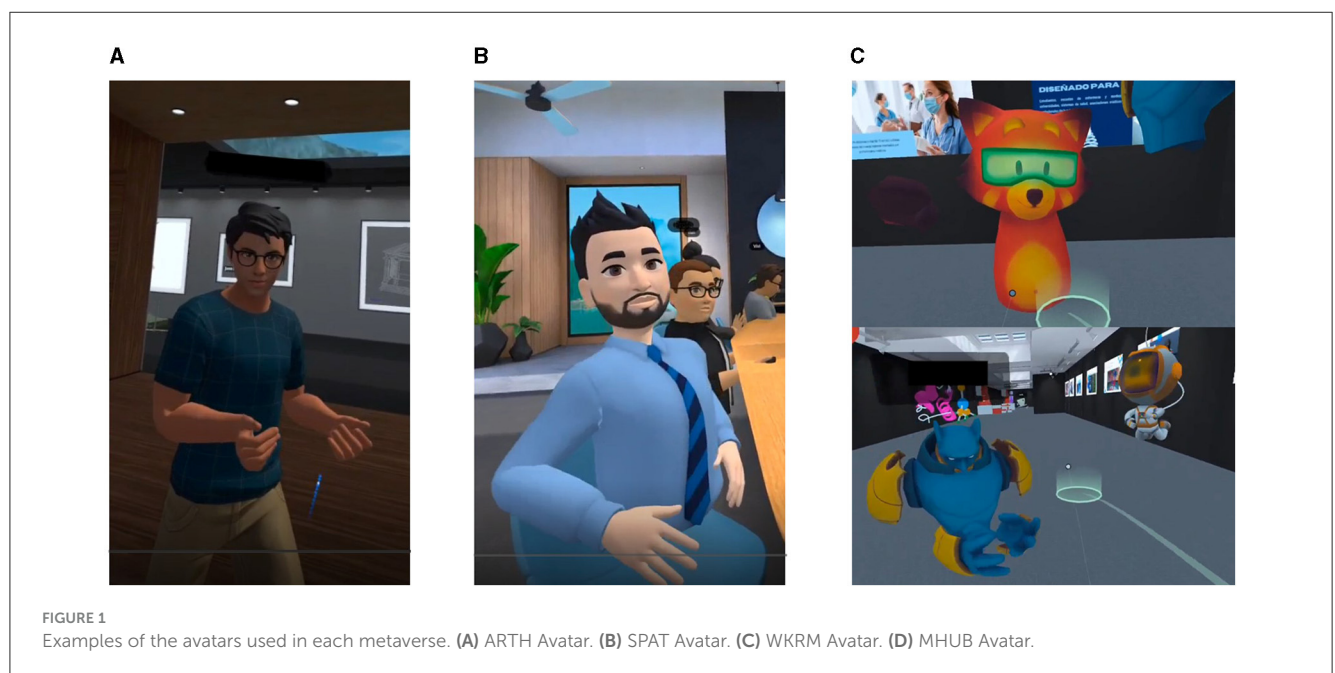 A
B
C
DISEÑADO PARA
FIGURE 1
Examples of the avatars used in each metaverse. (A) ARTH Avatar. (B) SPAT Avatar. (C) WKRM Avatar. (D) MHUB Avatar.